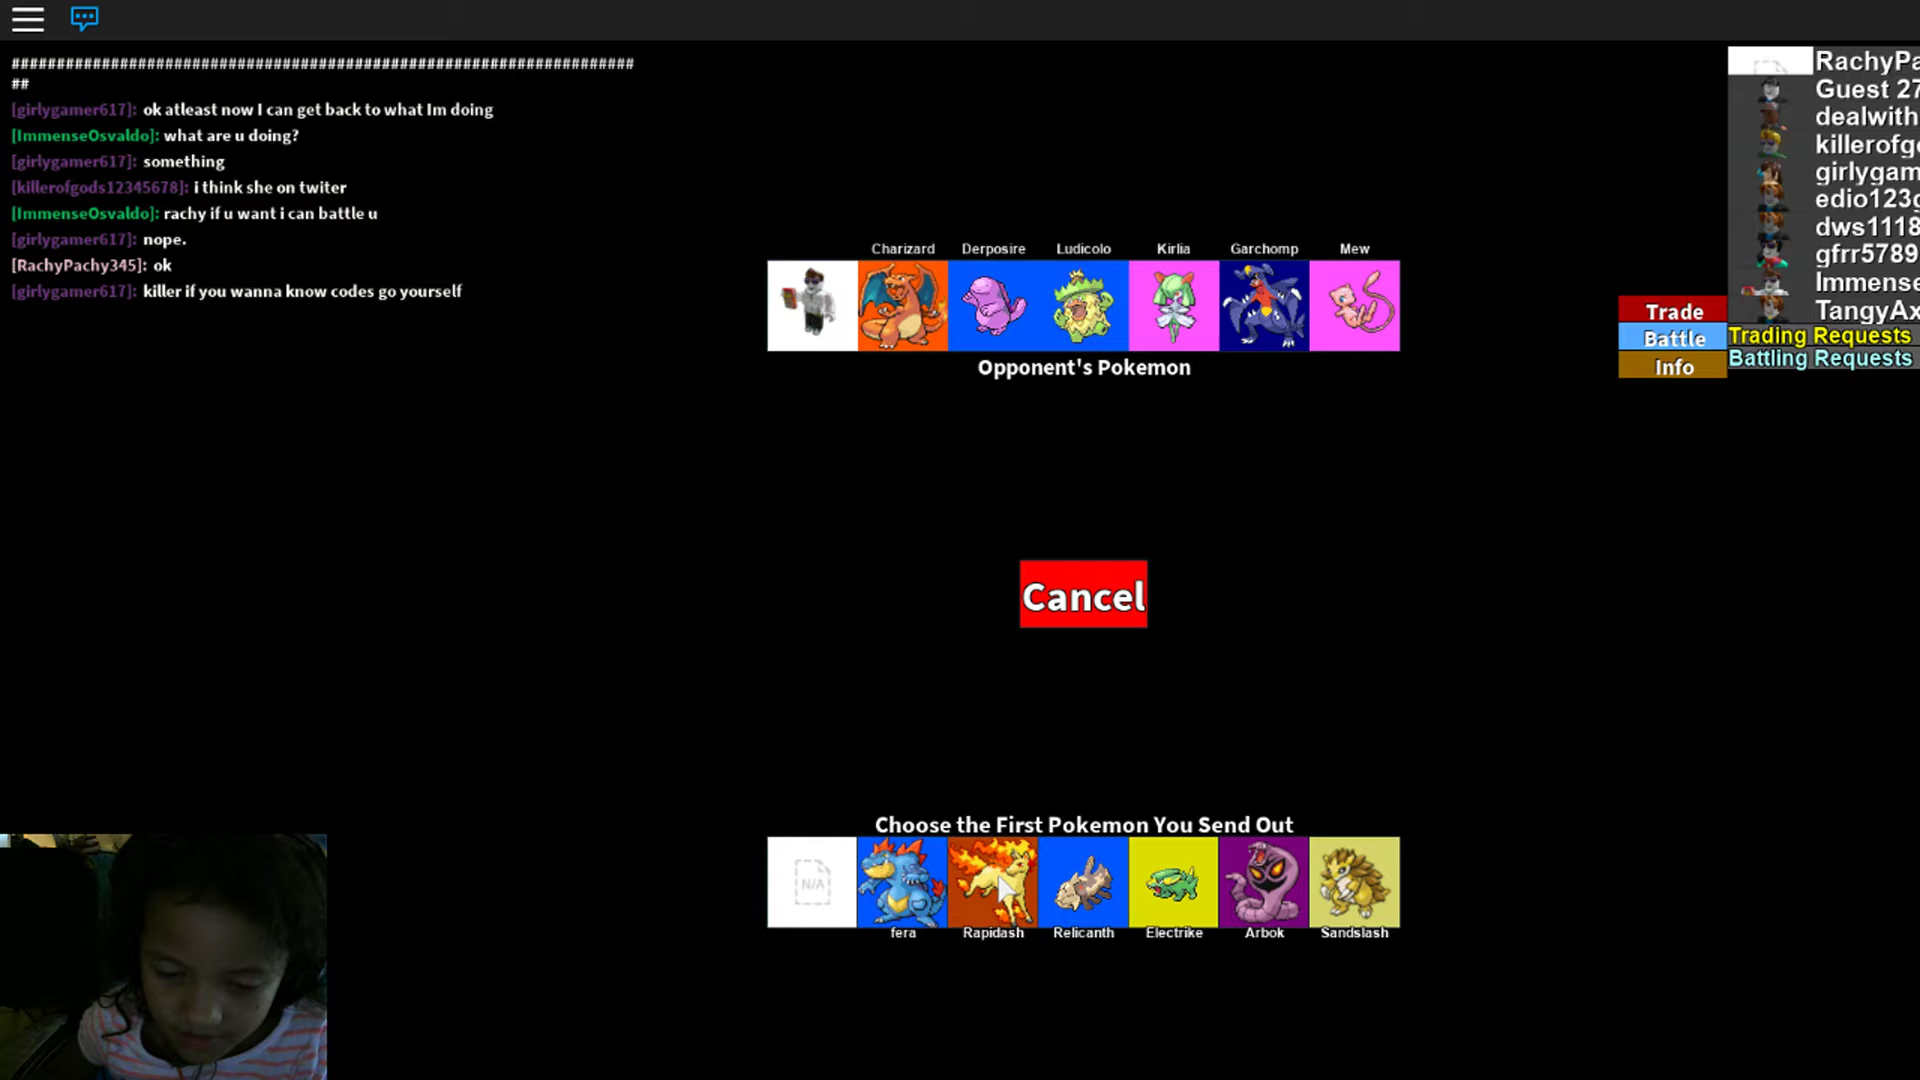 ##################################################################### 
##
[girlygamer617]: ok atleast now I can get back to what Im doing
[ImmenseOsvaldo]: what are u doing?
[girlygamer617]: something
[killerofgods12345678]: i think she on twiter
[ImmenseOsvaldo]: rachy if u want i can battle u
[girlygamer617]: nope.
[RachyPachy345]: ok
[girlygamer617]: killer if you wanna know codes go yourself
RachyPa
Guest 27
dealwith
killerofg
girlygam
edio123g
dws1118
gfrr5789
Immense
TangyAx
Trade
Battle
Info
Trading Requests
Battling Requests
Charizard Derposire Ludicolo Kirlia Garchomp Mew
Opponent's Pokemon
Cancel
Choose the First Pokemon You Send Out
N/A
fera Rapidash Relicanth Electrike Arbok Sandslash